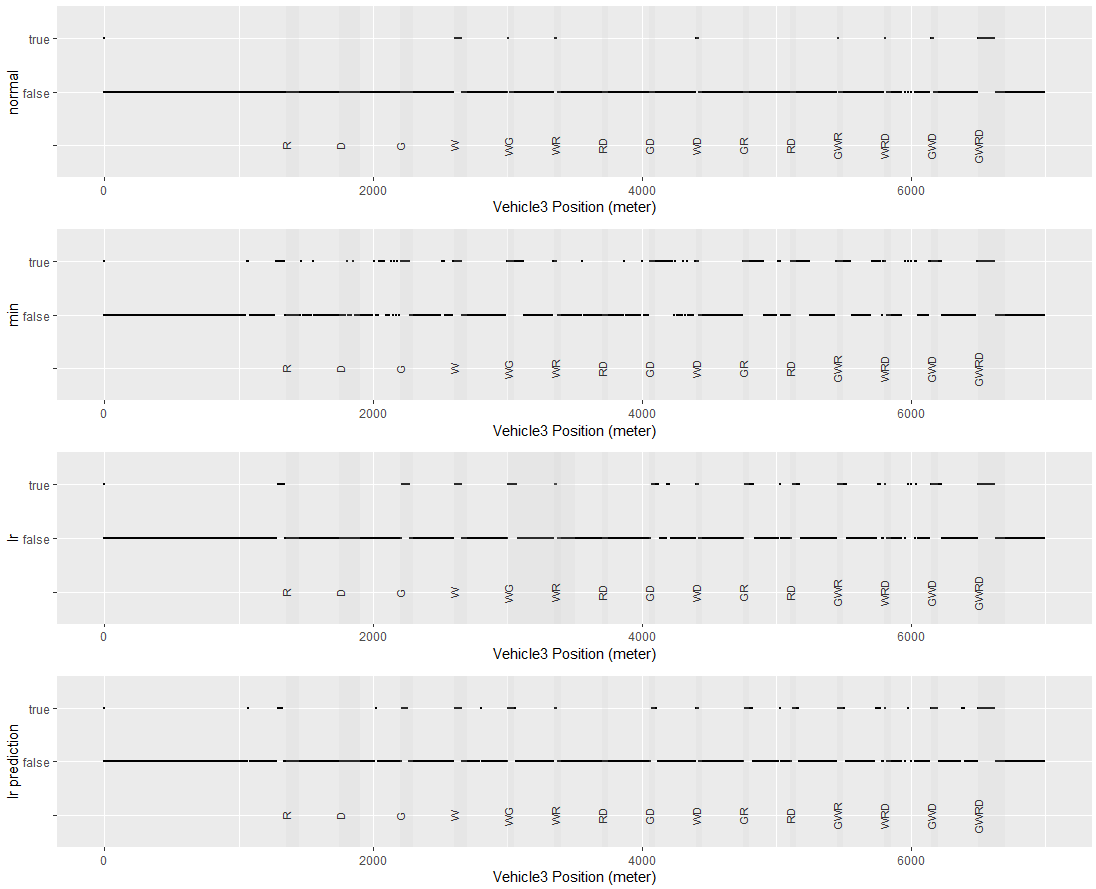 normal
true
false
R D G W WG WR RD GD WD GR RD GWR WRD GWD GWRD
0 2000 4000 6000
Vehicle3 Position (meter)
min
true
false
R D G W WG WR RD GD WD GR RD GWR WRD GWD GWRD
0 2000 4000 6000
Vehicle3 Position (meter)
lr
true
false
R D G W WG WR RD GD WD GR RD GWR WRD GWD GWRD
0 2000 4000 6000
Vehicle3 Position (meter)
lr prediction
true
false
R D G W WG WR RD GD WD GR RD GWR WRD GWD GWRD
0 2000 4000 6000
Vehicle3 Position (meter)